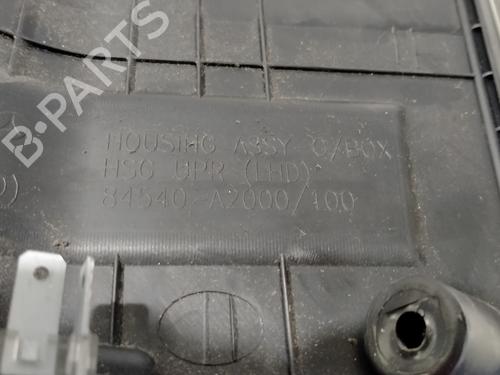 HOUSING ASSY G/BOX
HSG UPR (LHD)
84540-A2000/100
B-PARTS